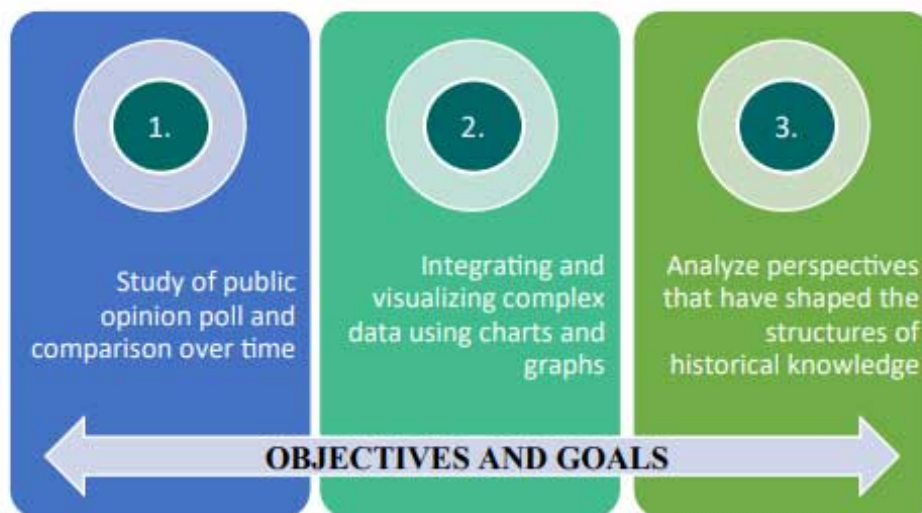 1.
Study of public
opinion poll and
comparison over time
2.
Integrating and
visualizing complex
data using charts and
graphs
3.
Analyze perspectives
that have shaped the
structures of
historical knowledge
OBJECTIVES AND GOALS